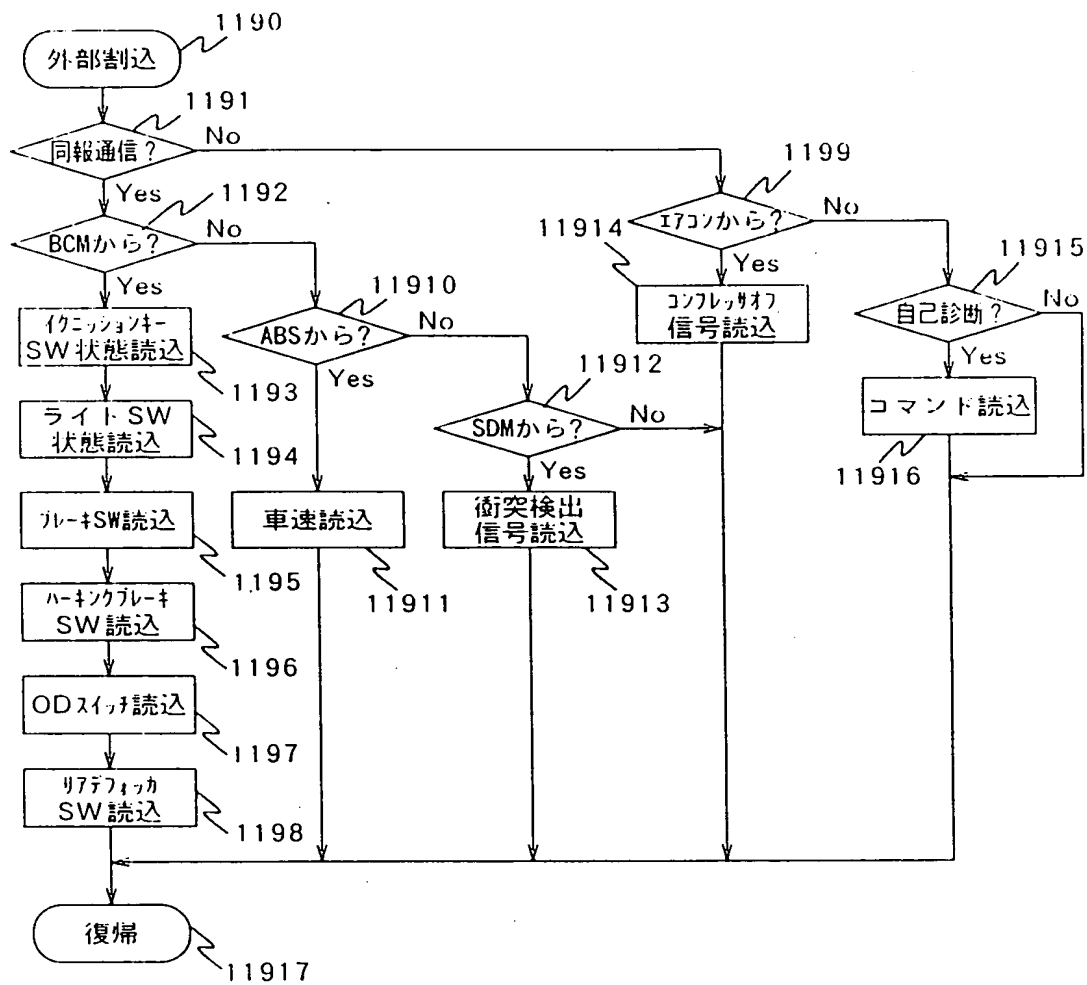 1190
外部割込
1191
同報通信?
No
Yes
1192
BCMから?
No
Yes
イクニッションキー
SW状態読込
1193
ライトSW
状態読込
1194
ブレーキSW読込
1195
ハーキングブレーキ
SW読込
1196
ODスイッチ読込
1197
リアデフォッカ
SW読込
1198
11910
ABSから?
No
Yes
車速読込
11911
11912
SDMから?
No
Yes
衝突検出
信号読込
11913
1199
エアコンから?
No
Yes
11914
コンフレッサオフ
信号読込
11915
自己診断?
No
Yes
コマンド読込
11916
復帰
11917